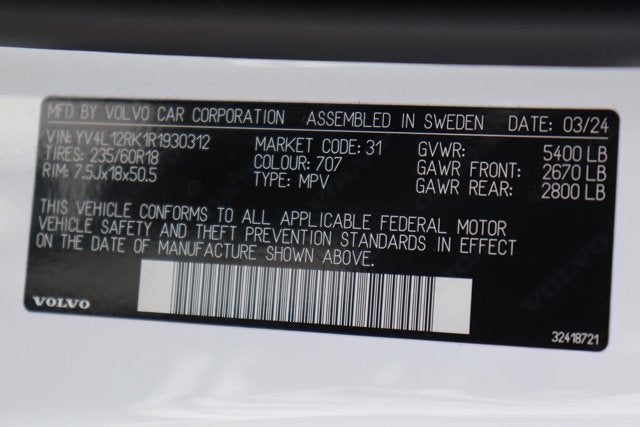 MFD BY VOLVO CAR CORPORATION ASSEMBLED IN SWEDEN DATE: 03/24
VIN: YV4L12RK1R1930312 MARKET CODE: 31 GVWR: 5400 LB
TIRES: 235/60R18 COLOUR: 707 GAWR FRONT: 2670 LB
RIM: 7.5Jx18x50.5 TYPE: MPV GAWR REAR: 2800 LB
THIS VEHICLE CONFORMS TO ALL APPLICABLE FEDERAL MOTOR
VEHICLE SAFETY AND THEFT PREVENTION STANDARDS IN EFFECT
ON THE DATE OF MANUFACTURE SHOWN ABOVE.
VOLVO
32418721